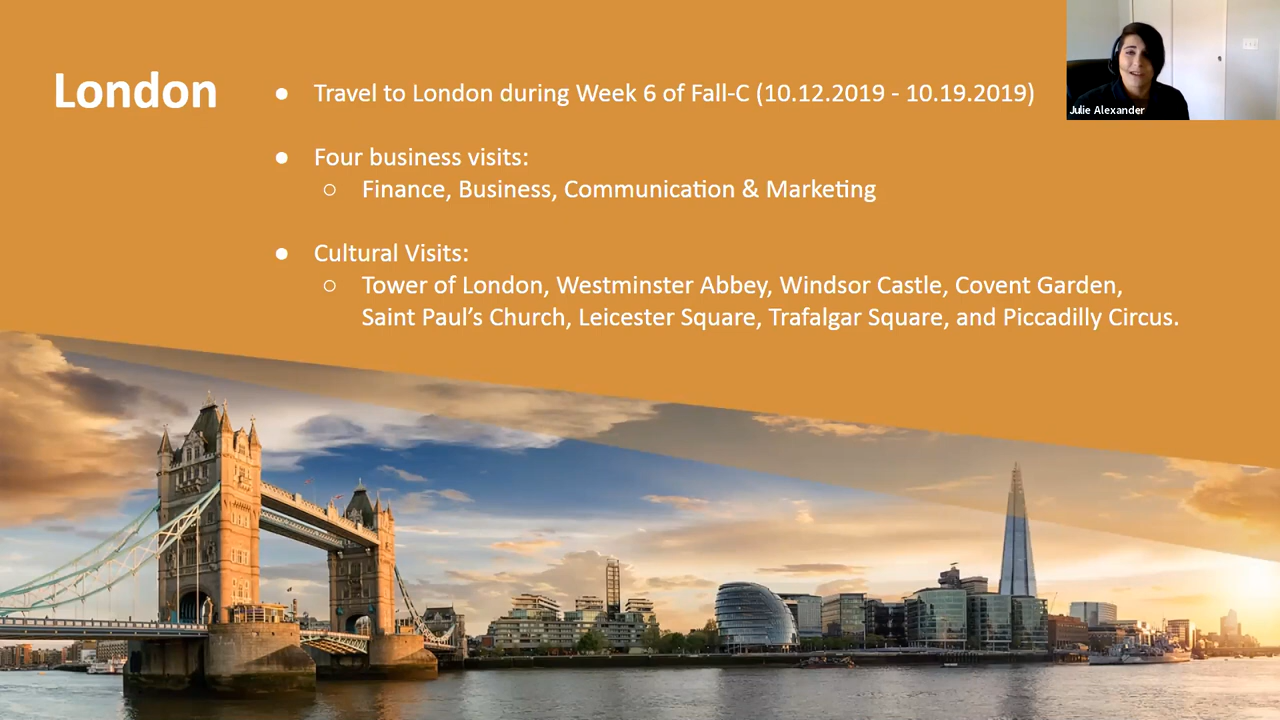 London
● Travel to London during Week 6 of Fall-C (10.12.2019 - 10.19.2019)
● Four business visits:
○ Finance, Business, Communication & Marketing
● Cultural Visits:
○ Tower of London, Westminster Abbey, Windsor Castle, Covent Garden,
Saint Paul’s Church, Leicester Square, Trafalgar Square, and Piccadilly Circus.
Julie Alexander